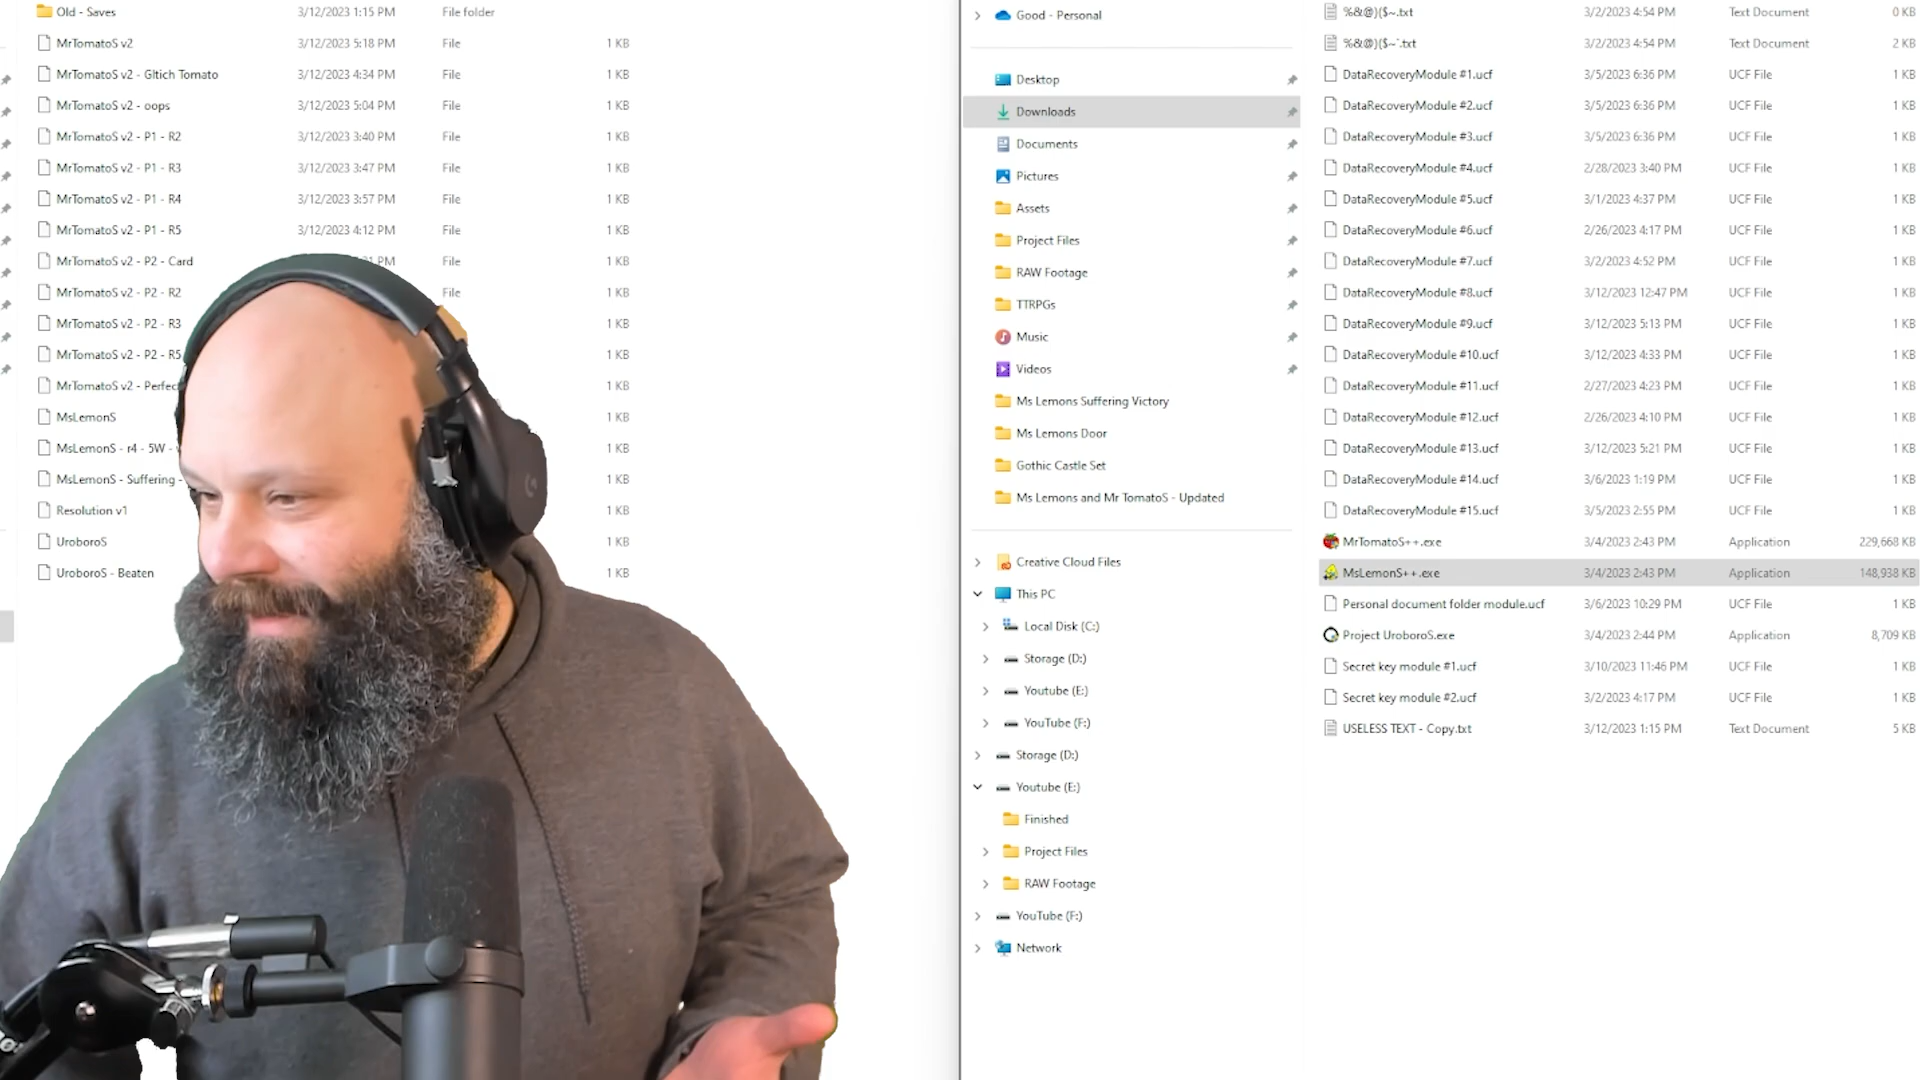 Old - Saves 3/12/2023 1:15 PM File folder
MrTomatoS v2 3/12/2023 5:18 PM File 1 KB
MrTomatoS v2 - Gltich Tomato 3/12/2023 4:34 PM File 1 KB
MrTomatoS v2 - oops 3/12/2023 5:04 PM File 1 KB
MrTomatoS v2 - P1 - R2 3/12/2023 3:40 PM File 1 KB
MrTomatoS v2 - P1 - R3 3/12/2023 3:47 PM File 1 KB
MrTomatoS v2 - P1 - R4 3/12/2023 3:57 PM File 1 KB
MrTomatoS v2 - P1 - R5 3/12/2023 4:12 PM File 1 KB
MrTomatoS v2 - P2 - Card PM File 1 KB
MrTomatoS v2 - P2 - R2 File 1 KB
MrTomatoS v2 - P2 - R3 1 KB
MrTomatoS v2 - P2 - R5 1 KB
MrTomatoS v2 - Perfec 1 KB
MsLemonS 1 KB
MsLemonS - r4 - 5W - 1 KB
MsLemonS - Suffering - 1 KB
Resolution v1 1 KB
UroboroS 1 KB
UroboroS - Beaten 1 KB
Good - Personal
Desktop
Downloads
Documents
Pictures
Assets
Project Files
RAW Footage
TTRPGs
Music
Videos
Ms Lemons Suffering Victory
Ms Lemons Door
Gothic Castle Set
Ms Lemons and Mr TomatoS - Updated
Creative Cloud Files
This PC
Local Disk (C:)
Storage (D:)
Youtube (E:)
YouTube (F:)
Storage (D:)
Youtube (E:)
Finished
Project Files
RAW Footage
YouTube (F:)
Network
%&@)($~.txt 3/2/2023 4:54 PM Text Document 0 KB
%&@)($~`.txt 3/2/2023 4:54 PM Text Document 2 KB
DataRecoveryModule #1.ucf 3/5/2023 6:36 PM UCF File 1 KB
DataRecoveryModule #2.ucf 3/5/2023 6:36 PM UCF File 1 KB
DataRecoveryModule #3.ucf 3/5/2023 6:36 PM UCF File 1 KB
DataRecoveryModule #4.ucf 2/28/2023 3:40 PM UCF File 1 KB
DataRecoveryModule #5.ucf 3/1/2023 4:37 PM UCF File 1 KB
DataRecoveryModule #6.ucf 2/26/2023 4:17 PM UCF File 1 KB
DataRecoveryModule #7.ucf 3/2/2023 4:52 PM UCF File 1 KB
DataRecoveryModule #8.ucf 3/12/2023 12:47 PM UCF File 1 KB
DataRecoveryModule #9.ucf 3/12/2023 5:13 PM UCF File 1 KB
DataRecoveryModule #10.ucf 3/12/2023 4:33 PM UCF File 1 KB
DataRecoveryModule #11.ucf 2/27/2023 4:23 PM UCF File 1 KB
DataRecoveryModule #12.ucf 2/26/2023 4:10 PM UCF File 1 KB
DataRecoveryModule #13.ucf 3/12/2023 5:21 PM UCF File 1 KB
DataRecoveryModule #14.ucf 3/6/2023 1:19 PM UCF File 1 KB
DataRecoveryModule #15.ucf 3/5/2023 2:55 PM UCF File 1 KB
MrTomatoS++.exe 3/4/2023 2:43 PM Application 229,668 KB
MsLemonS++.exe 3/4/2023 2:43 PM Application 148,938 KB
Personal document folder module.ucf 3/6/2023 10:29 PM UCF File 1 KB
Project UroboroS.exe 3/4/2023 2:44 PM Application 8,709 KB
Secret key module #1.ucf 3/10/2023 11:46 PM UCF File 1 KB
Secret key module #2.ucf 3/2/2023 4:17 PM UCF File 1 KB
USELESS TEXT - Copy.txt 3/12/2023 1:15 PM Text Document 5 KB